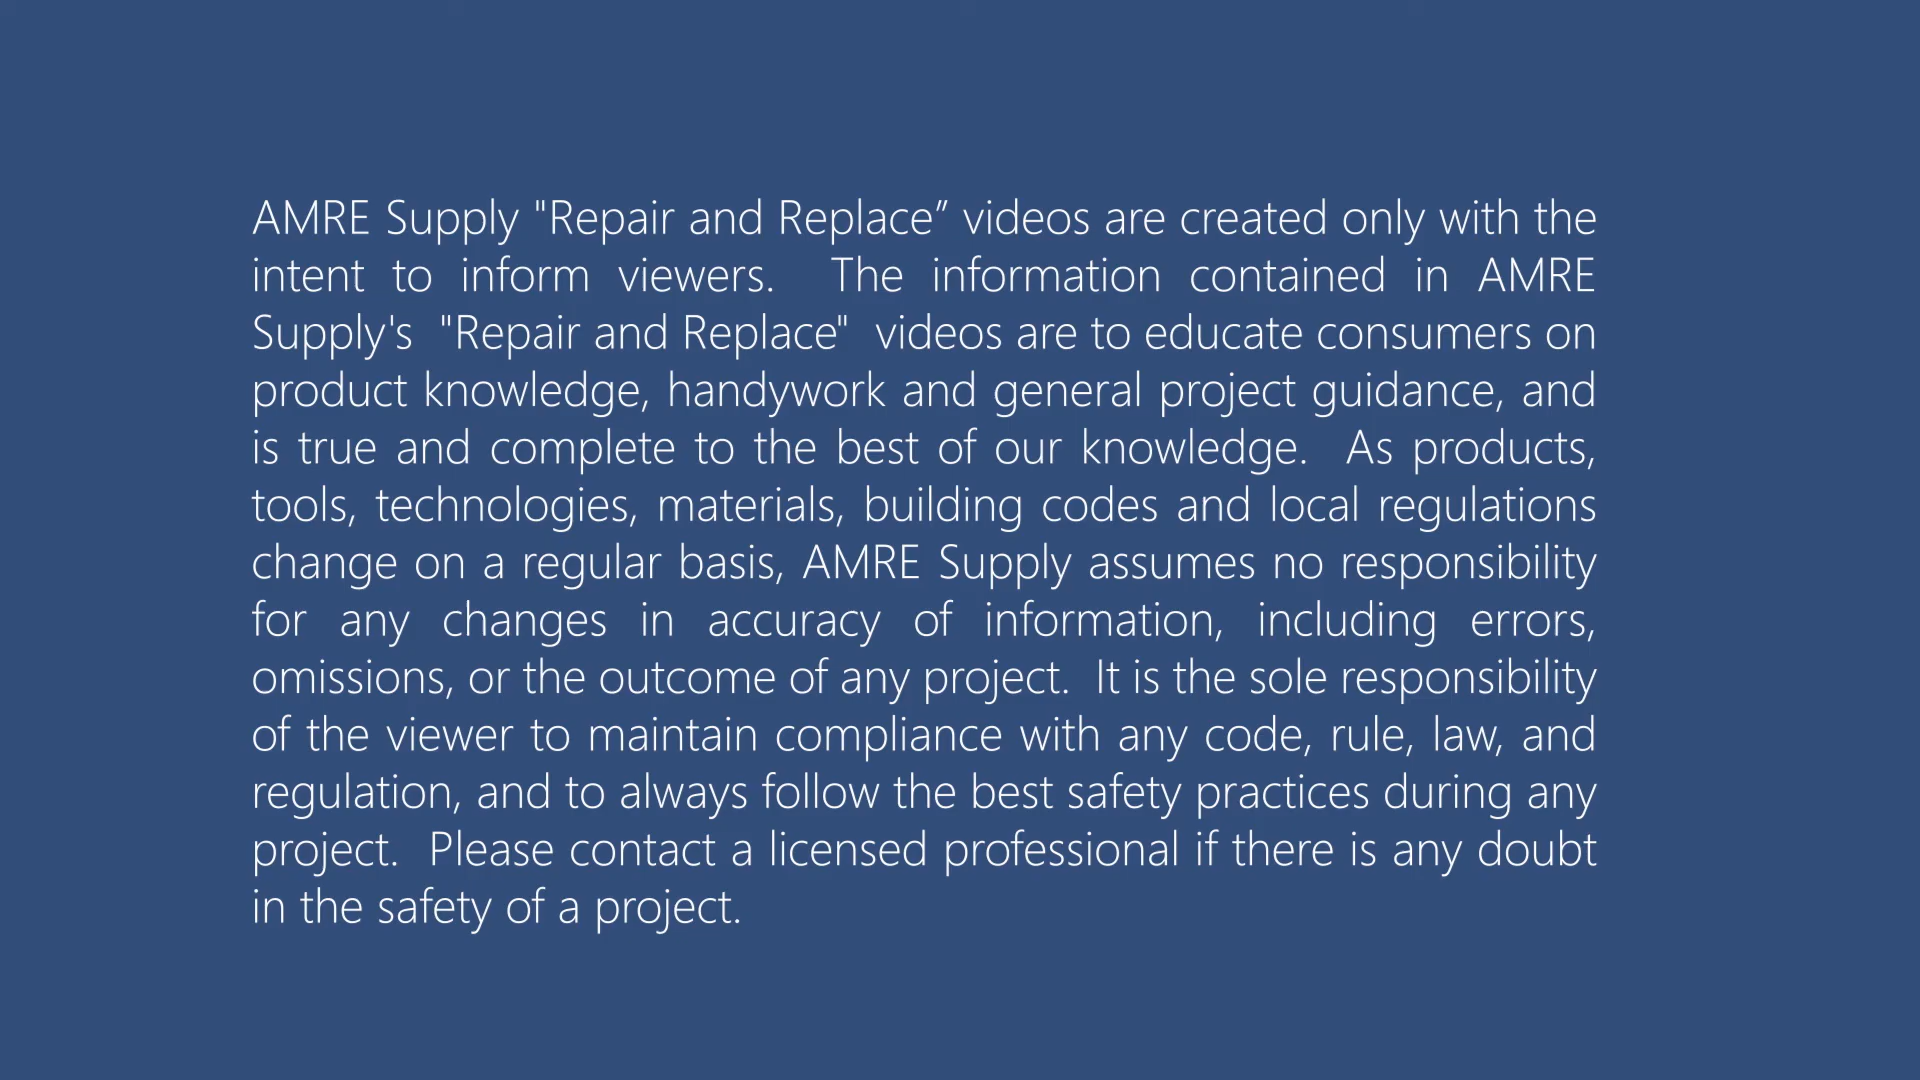 AMRE Supply "Repair and Replace” videos are created only with the
intent to inform viewers.  The information contained in AMRE
Supply's  "Repair and Replace"  videos are to educate consumers on
product knowledge, handywork and general project guidance, and
is true and complete to the best of our knowledge.  As products,
tools, technologies, materials, building codes and local regulations
change on a regular basis, AMRE Supply assumes no responsibility
for any changes in accuracy of information, including errors,
omissions, or the outcome of any project.  It is the sole responsibility
of the viewer to maintain compliance with any code, rule, law, and
regulation, and to always follow the best safety practices during any
project.  Please contact a licensed professional if there is any doubt
in the safety of a project.